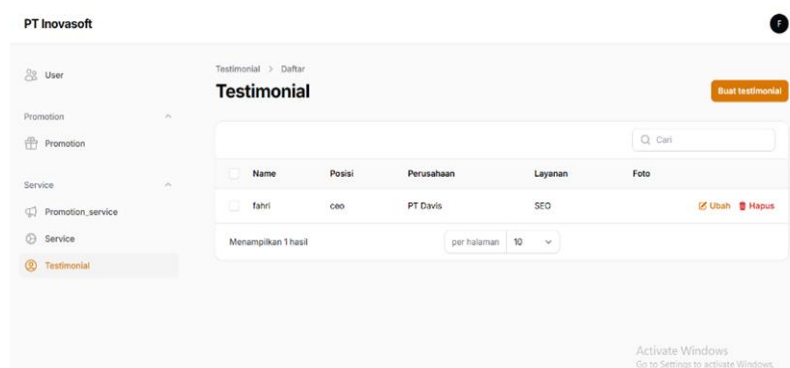 PT Inovasoft
F
User
Promotion
Promotion
Service
Promotion_service
Service
Testimonial
Testimonial > Daftar
Testimonial
Buat testimonial
Cari
Name Posisi Perusahaan Layanan Foto
fahri ceo PT Davis SEO Ubah Hapus
Menampilkan 1 hasil per halaman 10
Activate Windows
Go to Settings to activate Windows.